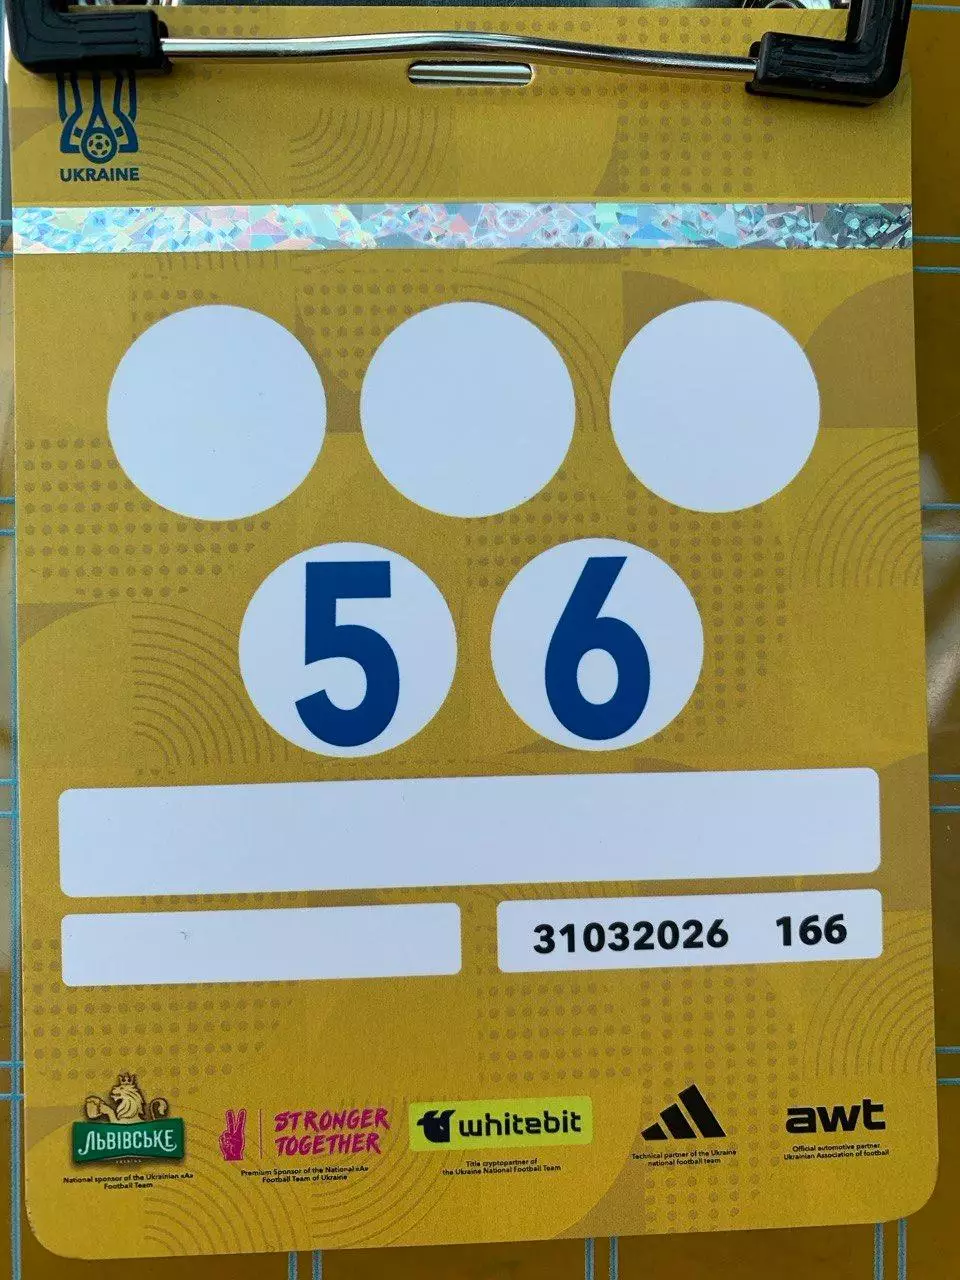 UKRAINE
5 6
31032026 166
ЛЬВІВСЬКЕ
National sponsor of the Ukrainian «A»
Football Team
STRONGER
TOGETHER
Premium Sponsor of the National «A»
Football Team of Ukraine
whitebit
Title cryptopartner of
the Ukraine National Football Team
Technical partner of the Ukraine
national football team
awt
Official automotive partner
Ukrainian Association of football